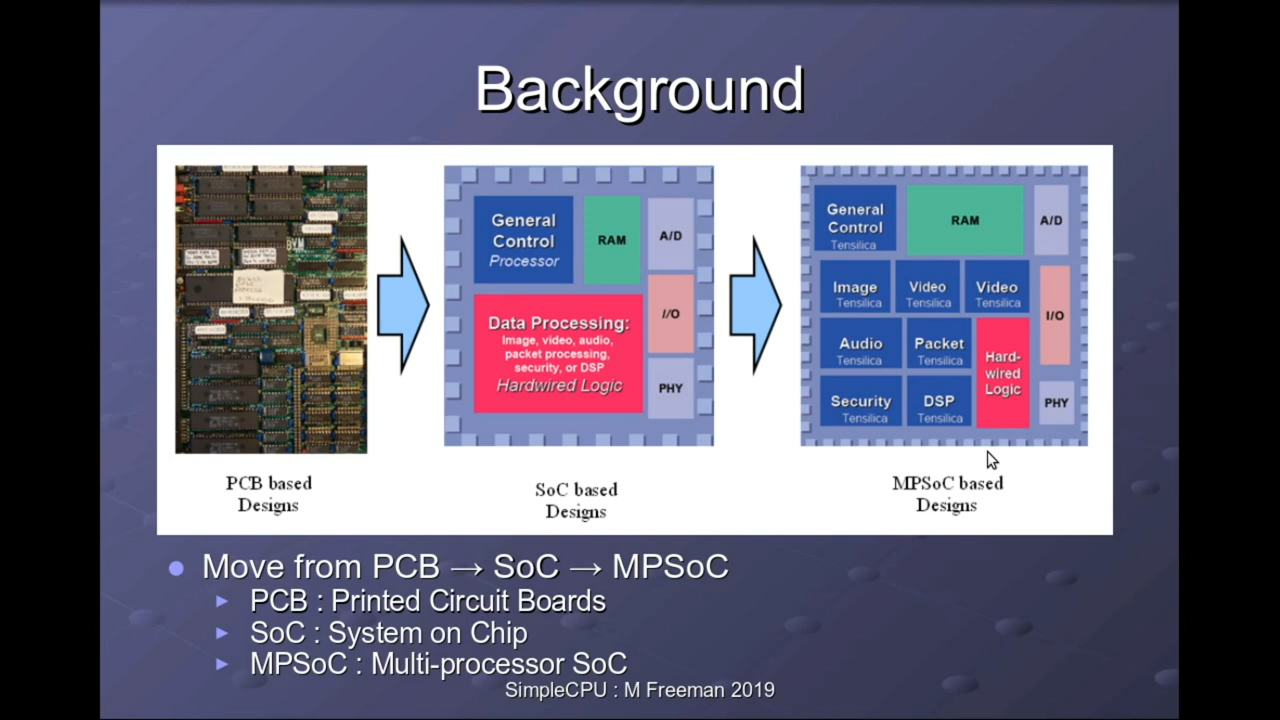 Background
BVM
PCB based
Designs
General
Control
Processor
RAM
A/D
Data Processing:
Image, video, audio,
packet processing,
security, or DSP
Hardwired Logic
I/O
PHY
SoC based
Designs
General
Control
Tensilica
RAM
A/D
Image
Tensilica
Video
Tensilica
Video
Tensilica
I/O
Audio
Tensilica
Packet
Tensilica
Hard-
wired
Logic
Security
Tensilica
DSP
Tensilica
PHY
MPSoC based
Designs
Move from PCB → SoC → MPSoC
PCB : Printed Circuit Boards
SoC : System on Chip
MPSoC : Multi-processor SoC
SimpleCPU : M Freeman 2019